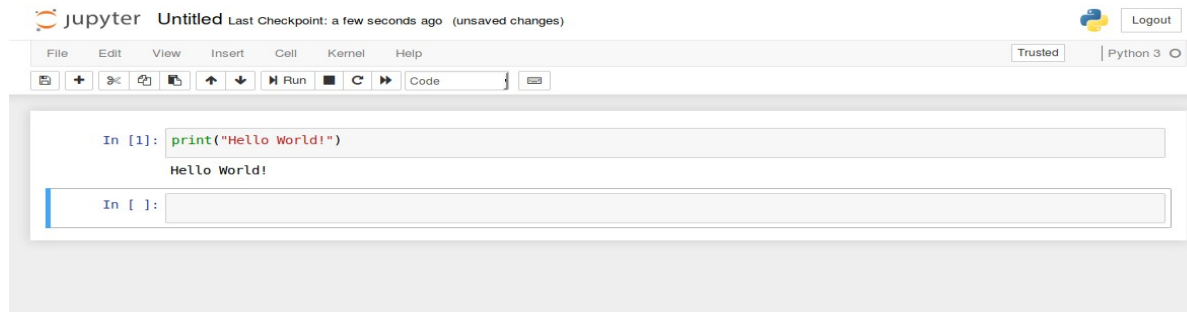 jupyter Untitled Last Checkpoint: a few seconds ago (unsaved changes) Logout
File Edit View Insert Cell Kernel Help Trusted Python 3
Run Code
In [1]: print("Hello World!")
Hello World!
In [ ]: